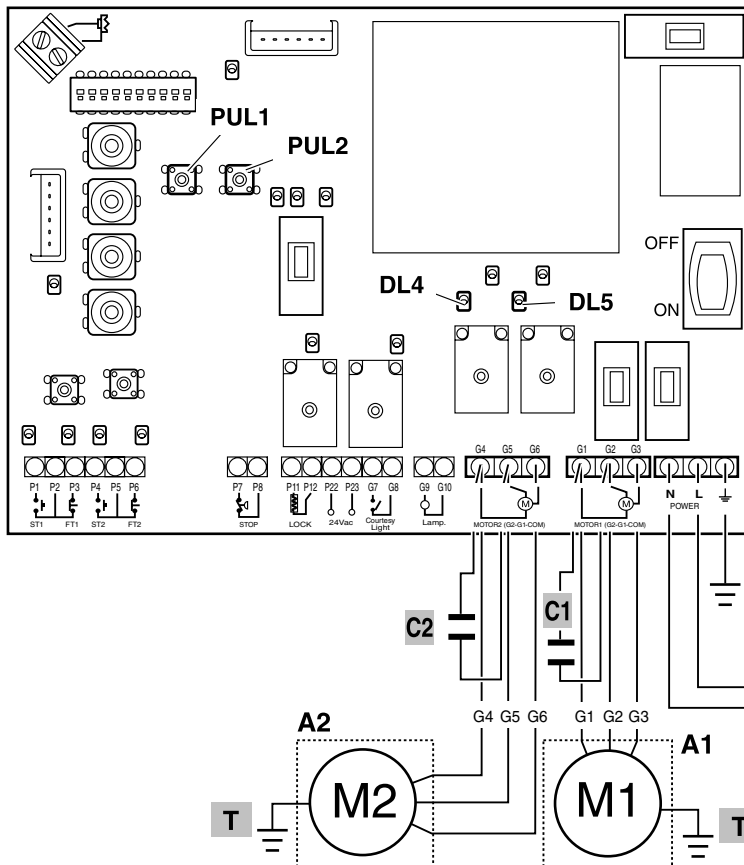 PUL1
PUL2
OFF
DL4
DL5
ON
G4 G5 G6 G1 G2 G3
P1 P2 P3 P4 P5 P6 P7 P8 P11 P12 P22 P23 G7 G8 G9 G10 N L
ST1 FT1 ST2 FT2 STOP LOCK 24Vac Courtesy Light Lamp. M MOTOR2 (G2-G1-COM) M MOTOR1 (G2-G1-COM) POWER
C2 C1
G4 G5 G6 G1 G2 G3
A2 A1
M2 M1
T T